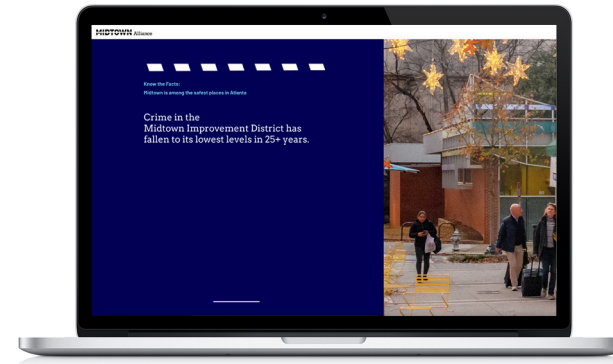 MIDTOWN Alliance
Know the Facts:
Midtown is among the safest places in Atlanta
Crime in the
Midtown Improvement District has
fallen to its lowest levels in 25+ years.